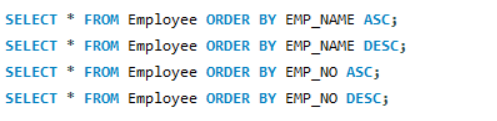 SELECT * FROM Employee ORDER BY EMP_NAME ASC;
SELECT * FROM Employee ORDER BY EMP_NAME DESC;
SELECT * FROM Employee ORDER BY EMP_NO ASC;
SELECT * FROM Employee ORDER BY EMP_NO DESC;